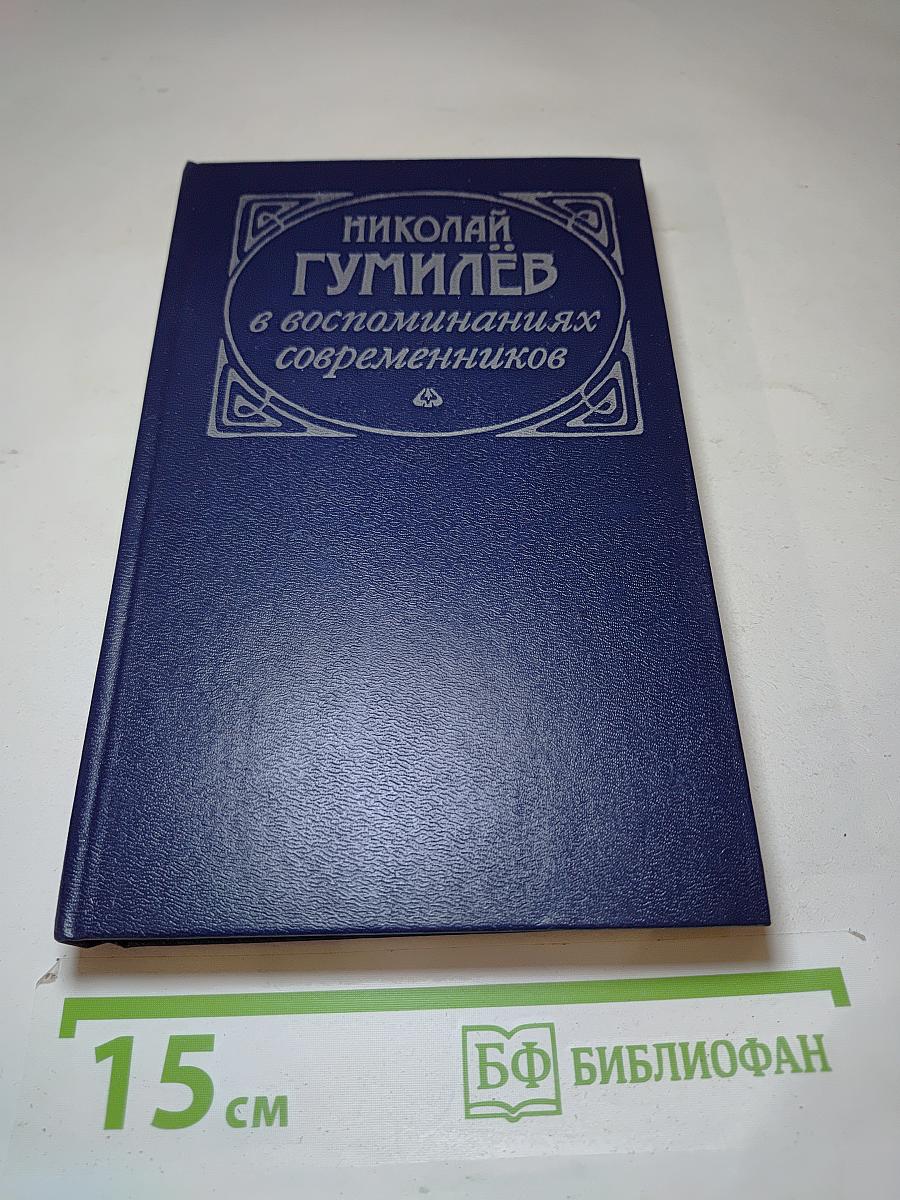 НИКОЛАЙ
ГУМИЛЁВ
в воспоминаниях
современников
15 см
БФ БИБЛИОФАН